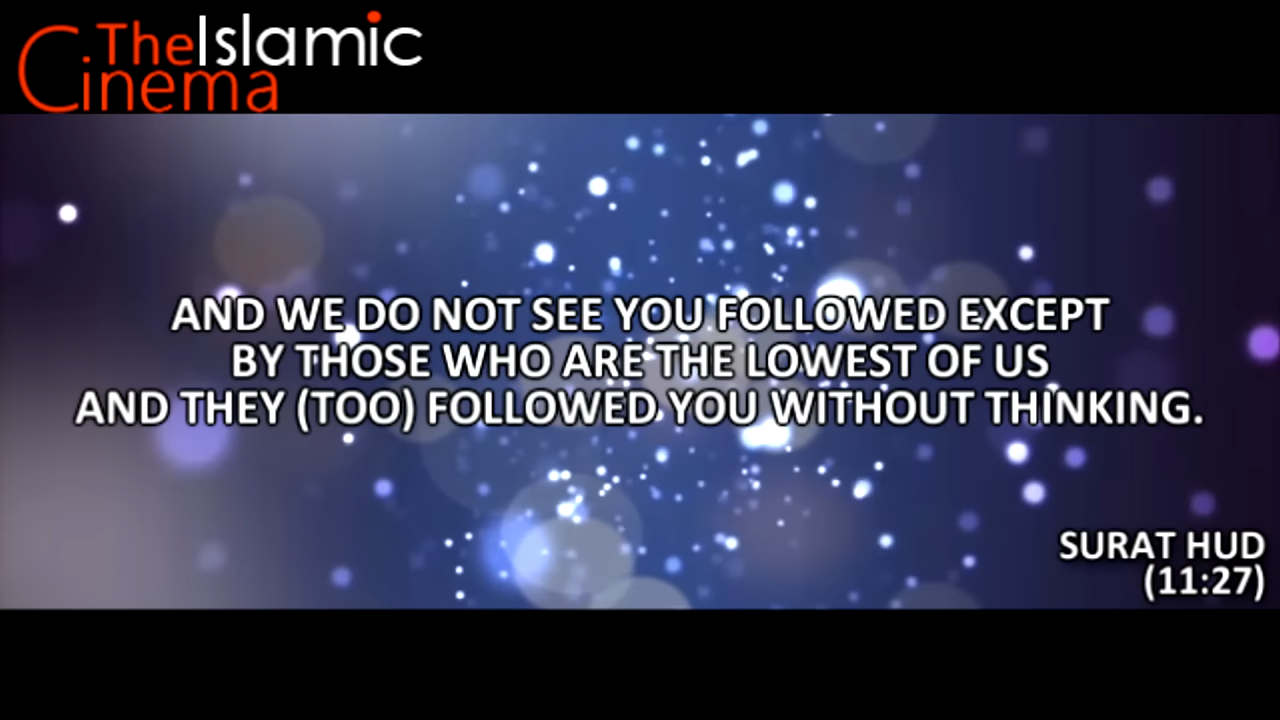 TheIslamic
Cinema
AND WE DO NOT SEE YOU FOLLOWED EXCEPT
BY THOSE WHO ARE THE LOWEST OF US
AND THEY (TOO) FOLLOWED YOU WITHOUT THINKING.
SURAT HUD
(11:27)